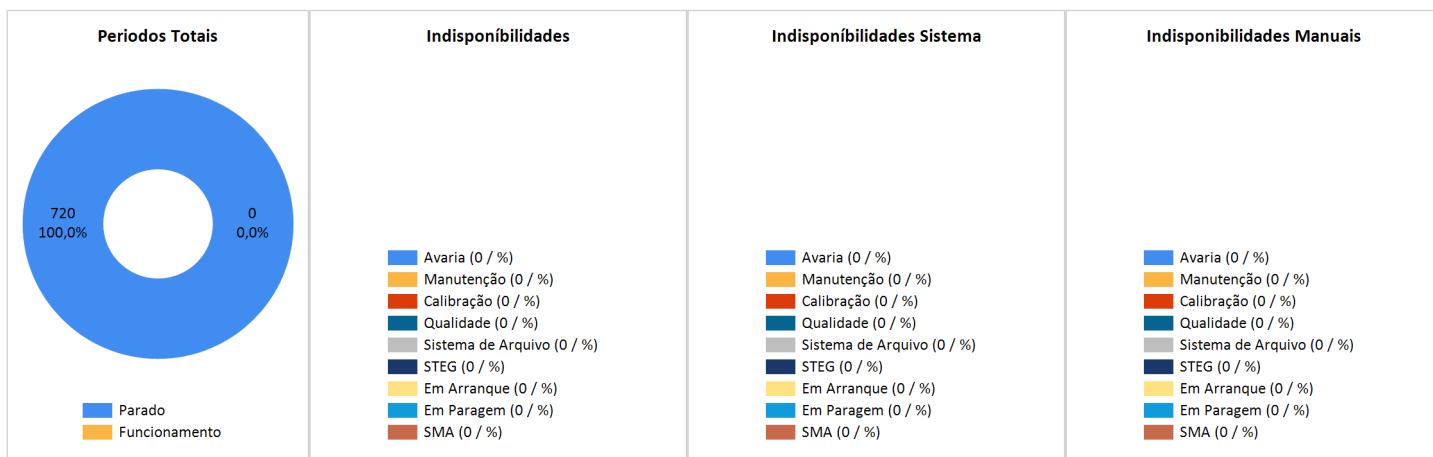 Periodos Totais
720
100,0%
0
0,0%
Parado
Funcionamento
Indisponíbilidades
Avaria (0 / %)
Manutenção (0 / %)
Calibração (0 / %)
Qualidade (0 / %)
Sistema de Arquivo (0 / %)
STEG (0 / %)
Em Arranque (0 / %)
Em Paragem (0 / %)
SMA (0 / %)
Indisponíbilidades Sistema
Avaria (0 / %)
Manutenção (0 / %)
Calibração (0 / %)
Qualidade (0 / %)
Sistema de Arquivo (0 / %)
STEG (0 / %)
Em Arranque (0 / %)
Em Paragem (0 / %)
SMA (0 / %)
Indisponibilidades Manuais
Avaria (0 / %)
Manutenção (0 / %)
Calibração (0 / %)
Qualidade (0 / %)
Sistema de Arquivo (0 / %)
STEG (0 / %)
Em Arranque (0 / %)
Em Paragem (0 / %)
SMA (0 / %)